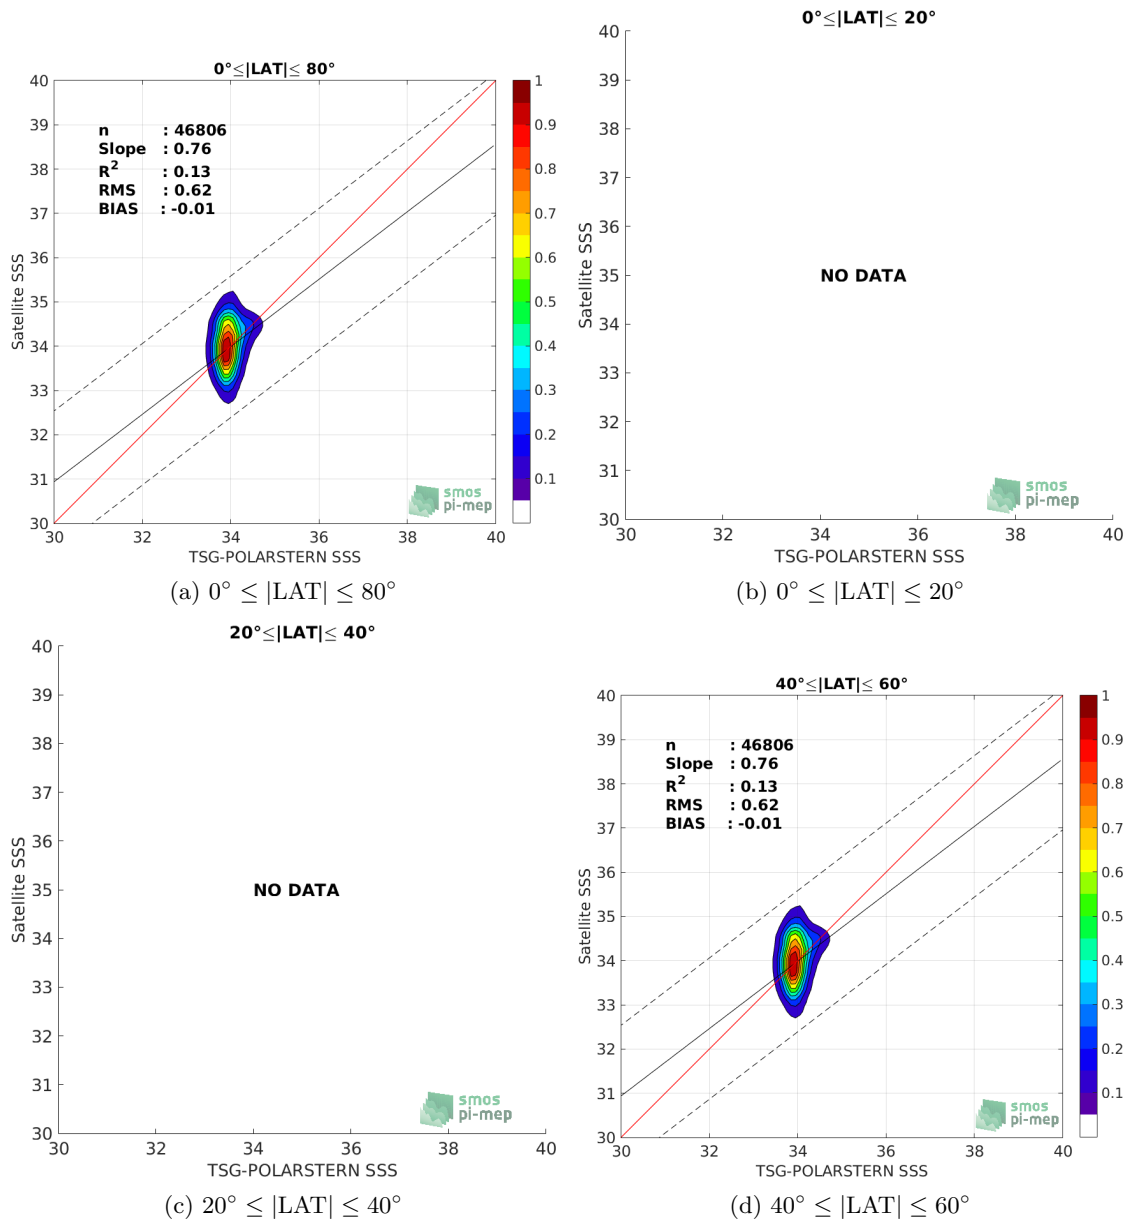 0°≤|LAT|≤ 80°
40
39
38
37
36
35
34
33
32
31
30
Satellite SSS
n : 46806
Slope : 0.76
R² : 0.13
RMS : 0.62
BIAS : -0.01
1
0.9
0.8
0.7
0.6
0.5
0.4
0.3
0.2
0.1
smos
pi-mep
30 32 34 36 38 40
TSG-POLARSTERN SSS
(a) 0° ≤ |LAT| ≤ 80°
0°≤|LAT|≤ 20°
40
39
38
37
36
35
34
33
32
31
30
Satellite SSS
NO DATA
smos
pi-mep
30 32 34 36 38 40
TSG-POLARSTERN SSS
(b) 0° ≤ |LAT| ≤ 20°
20°≤|LAT|≤ 40°
40
39
38
37
36
35
34
33
32
31
30
Satellite SSS
NO DATA
smos
pi-mep
30 32 34 36 38 40
TSG-POLARSTERN SSS
(c) 20° ≤ |LAT| ≤ 40°
40°≤|LAT|≤ 60°
40
39
38
37
36
35
34
33
32
31
30
Satellite SSS
n : 46806
Slope : 0.76
R² : 0.13
RMS : 0.62
BIAS : -0.01
1
0.9
0.8
0.7
0.6
0.5
0.4
0.3
0.2
0.1
smos
pi-mep
30 32 34 36 38 40
TSG-POLARSTERN SSS
(d) 40° ≤ |LAT| ≤ 60°